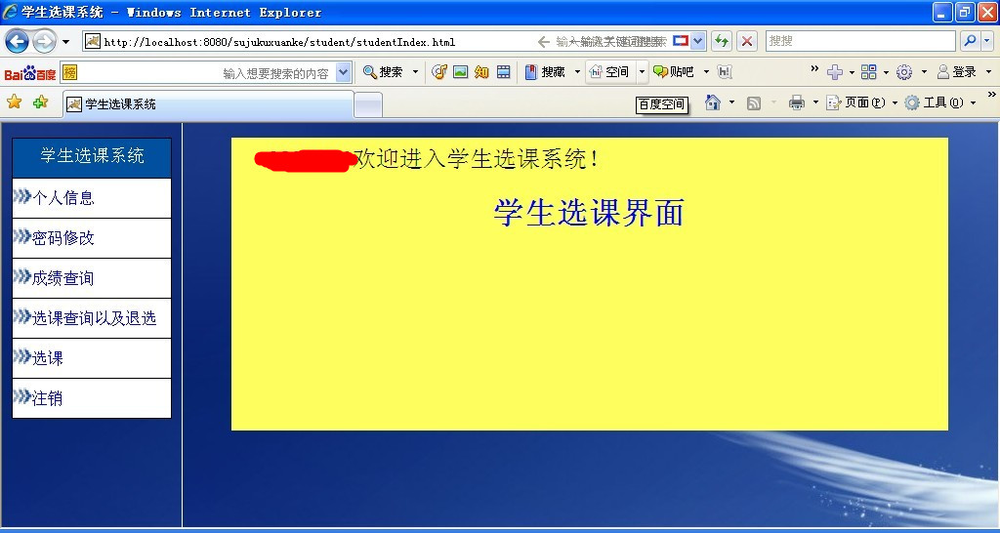 学生选课系统 - Windows Internet Explorer
http://localhost:8080/sujukuxuanke/student/studentIndex.html
搜搜
Bai 百度
榜
输入想要搜索的内容
搜索
知
搜藏
hi
空间
贴吧
hi
登录
学生选课系统
百度空间
页面(P)
工具(O)
学生选课系统
个人信息
密码修改
成绩查询
选课查询以及退选
选课
注销
欢迎进入学生选课系统！
学生选课界面